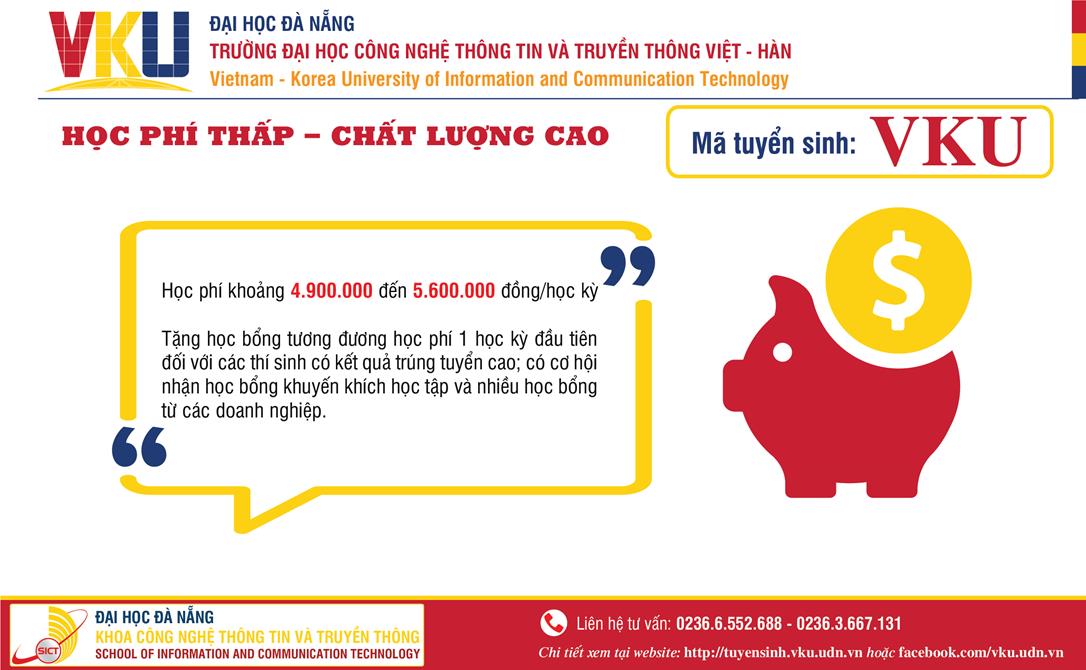 VKU
ĐẠI HỌC ĐÀ NẴNG
TRƯỜNG ĐẠI HỌC CÔNG NGHỆ THÔNG TIN VÀ TRUYỀN THÔNG VIỆT - HÀN
Vietnam - Korea University of Information and Communication Technology
HỌC PHÍ THẤP – CHẤT LƯỢNG CAO
Mã tuyển sinh: VKU
Học phí khoảng 4.900.000 đến 5.600.000 đồng/học kỳ
Tặng học bổng tương đương học phí 1 học kỳ đầu tiên
đối với các thí sinh có kết quả trúng tuyển cao; có cơ hội
nhận học bổng khuyến khích học tập và nhiều học bổng
từ các doanh nghiệp.
$
SICT
ĐẠI HỌC ĐÀ NẴNG
KHOA CÔNG NGHỆ THÔNG TIN VÀ TRUYỀN THÔNG
SCHOOL OF INFORMATION AND COMMUNICATION TECHNOLOGY
Liên hệ tư vấn: 0236.6.552.688 - 0236.3.667.131
Chi tiết xem tại website: http://tuyensinh.vku.udn.vn hoặc facebook.com/vku.udn.vn